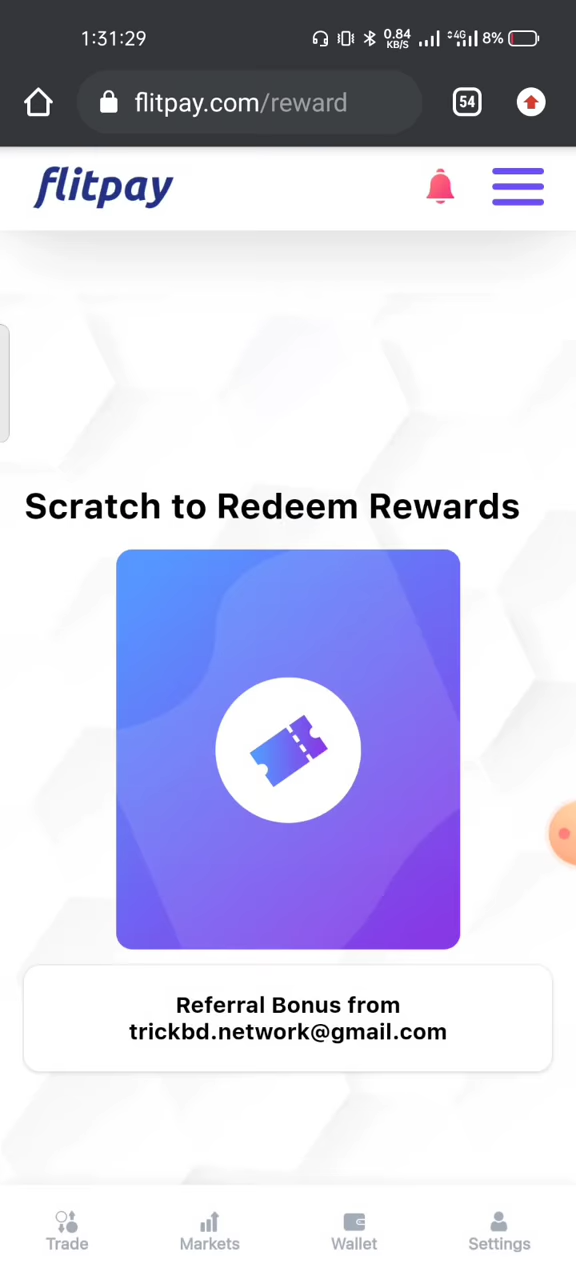 1:31:29
0.84
KB/S
4G
8%
flitpay.com/reward
54
flitpay
Scratch to Redeem Rewards
Referral Bonus from
trickbd.network@gmail.com
Trade
Markets
Wallet
Settings